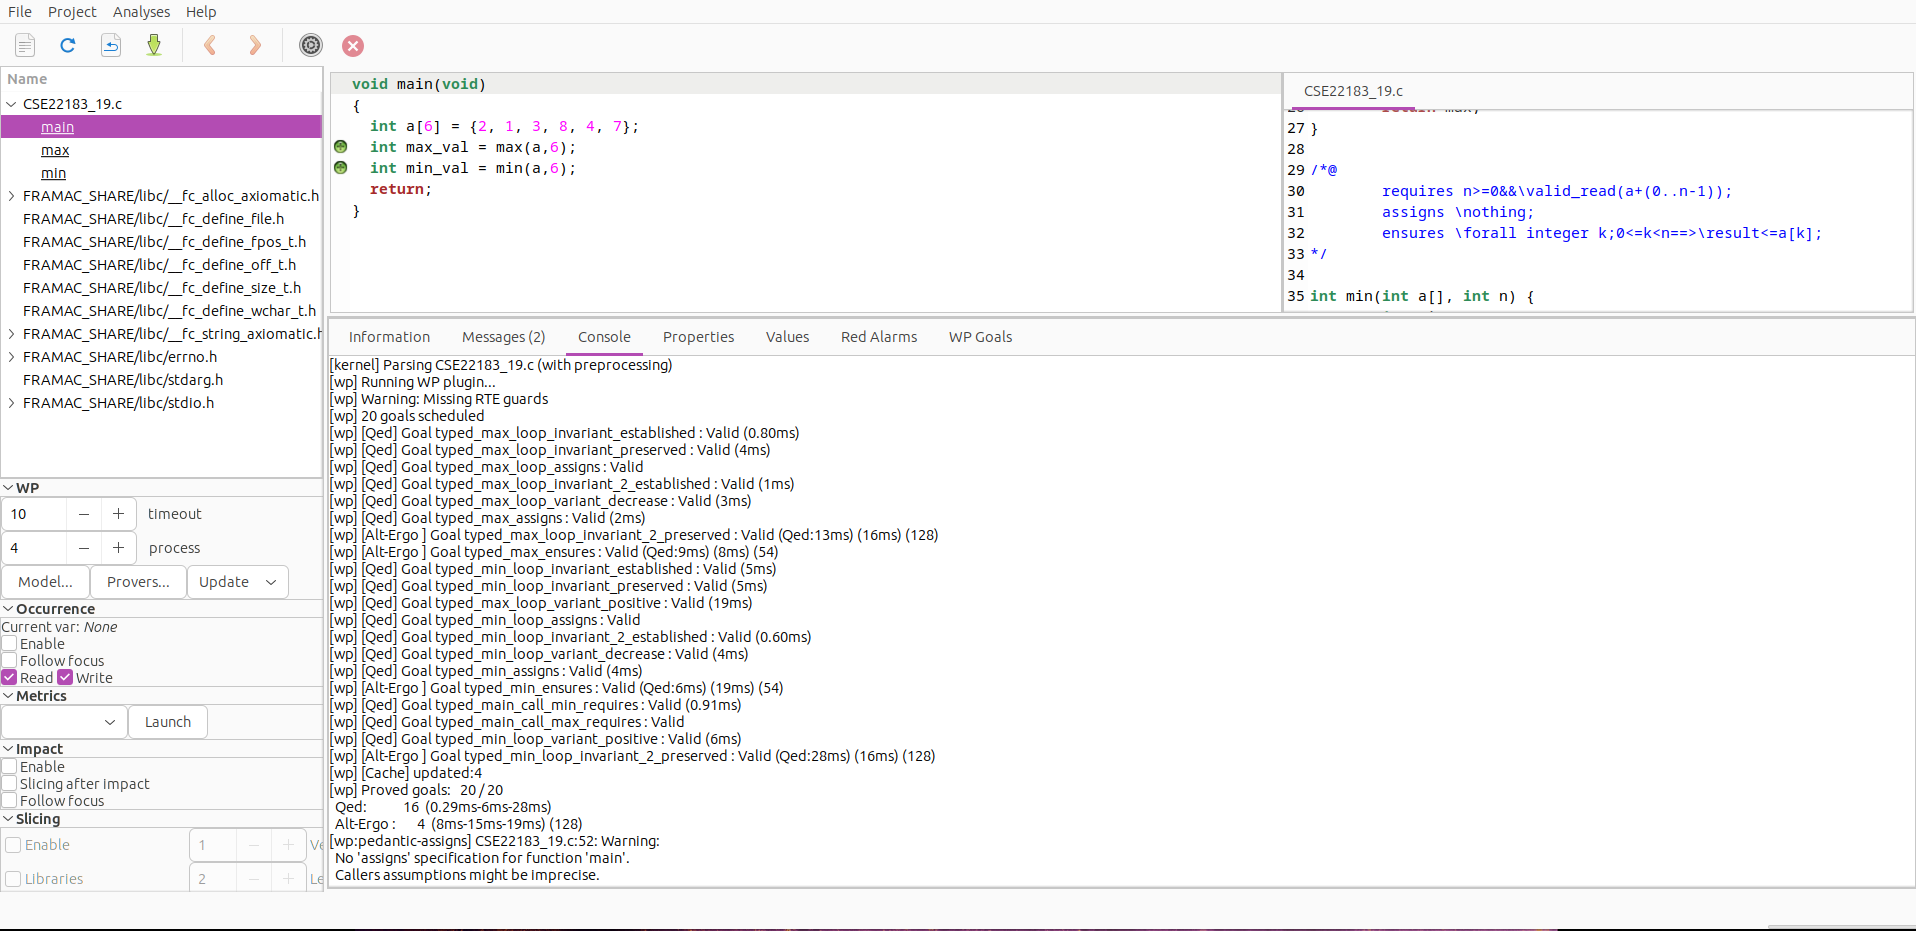 File Project Analyses Help
Name
CSE22183_19.c
main
max
min
FRAMAC_SHARE/libc/__fc_alloc_axiomatic.h
FRAMAC_SHARE/libc/__fc_define_file.h
FRAMAC_SHARE/libc/__fc_define_fpos_t.h
FRAMAC_SHARE/libc/__fc_define_off_t.h
FRAMAC_SHARE/libc/__fc_define_size_t.h
FRAMAC_SHARE/libc/__fc_define_wchar_t.h
FRAMAC_SHARE/libc/__fc_string_axiomatic.h
FRAMAC_SHARE/libc/errno.h
FRAMAC_SHARE/libc/stdarg.h
FRAMAC_SHARE/libc/stdio.h
WP
10 − + timeout
4 − + process
Model... Provers... Update
Occurrence
Current var: None
Enable
Follow focus
Read Write
Metrics
Launch
Impact
Enable
Slicing after impact
Follow focus
Slicing
Enable 1 − + Ve
Libraries 2 − + Le
void main(void)
{
int a[6] = {2, 1, 3, 8, 4, 7};
int max_val = max(a,6);
int min_val = min(a,6);
return;
}
CSE22183_19.c
27 }
28
29 /*@
30 requires n>=0&&\valid_read(a+(0..n-1));
31 assigns \nothing;
32 ensures \forall integer k;0<=k<n==>\result<=a[k];
33 */
34
35 int min(int a[], int n) {
Information Messages (2) Console Properties Values Red Alarms WP Goals
[kernel] Parsing CSE22183_19.c (with preprocessing)
[wp] Running WP plugin...
[wp] Warning: Missing RTE guards
[wp] 20 goals scheduled
[wp] [Qed] Goal typed_max_loop_invariant_established : Valid (0.80ms)
[wp] [Qed] Goal typed_max_loop_invariant_preserved : Valid (4ms)
[wp] [Qed] Goal typed_max_loop_assigns : Valid
[wp] [Qed] Goal typed_max_loop_invariant_2_established : Valid (1ms)
[wp] [Qed] Goal typed_max_loop_variant_decrease : Valid (3ms)
[wp] [Qed] Goal typed_max_assigns : Valid (2ms)
[wp] [Alt-Ergo ] Goal typed_max_loop_invariant_2_preserved : Valid (Qed:13ms) (16ms) (128)
[wp] [Alt-Ergo ] Goal typed_max_ensures : Valid (Qed:9ms) (8ms) (54)
[wp] [Qed] Goal typed_min_loop_invariant_established : Valid (5ms)
[wp] [Qed] Goal typed_min_loop_invariant_preserved : Valid (5ms)
[wp] [Qed] Goal typed_max_loop_variant_positive : Valid (19ms)
[wp] [Qed] Goal typed_min_loop_assigns : Valid
[wp] [Qed] Goal typed_min_loop_invariant_2_established : Valid (0.60ms)
[wp] [Qed] Goal typed_min_loop_variant_decrease : Valid (4ms)
[wp] [Qed] Goal typed_min_assigns : Valid (4ms)
[wp] [Alt-Ergo ] Goal typed_min_ensures : Valid (Qed:6ms) (19ms) (54)
[wp] [Qed] Goal typed_main_call_min_requires : Valid (0.91ms)
[wp] [Qed] Goal typed_main_call_max_requires : Valid
[wp] [Qed] Goal typed_min_loop_variant_positive : Valid (6ms)
[wp] [Alt-Ergo ] Goal typed_min_loop_invariant_2_preserved : Valid (Qed:28ms) (16ms) (128)
[wp] [Cache] updated:4
[wp] Proved goals: 20 / 20
Qed: 16 (0.29ms-6ms-28ms)
Alt-Ergo : 4 (8ms-15ms-19ms) (128)
[wp:pedantic-assigns] CSE22183_19.c:52: Warning:
No 'assigns' specification for function 'main'.
Callers assumptions might be imprecise.